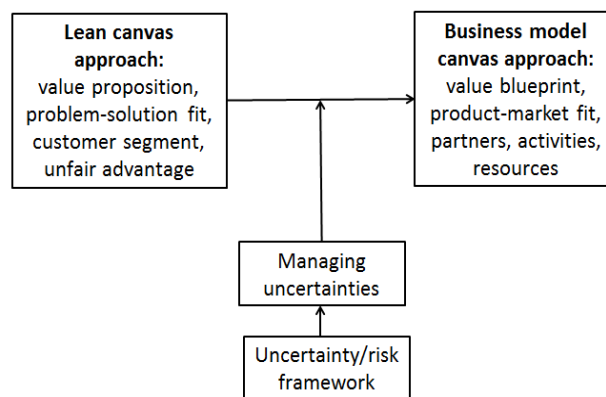 Lean canvas
approach:
value proposition,
problem-solution fit,
customer segment,
unfair advantage
Business model
canvas approach:
value blueprint,
product-market fit,
partners, activities,
resources
Managing
uncertainties
Uncertainty/risk
framework